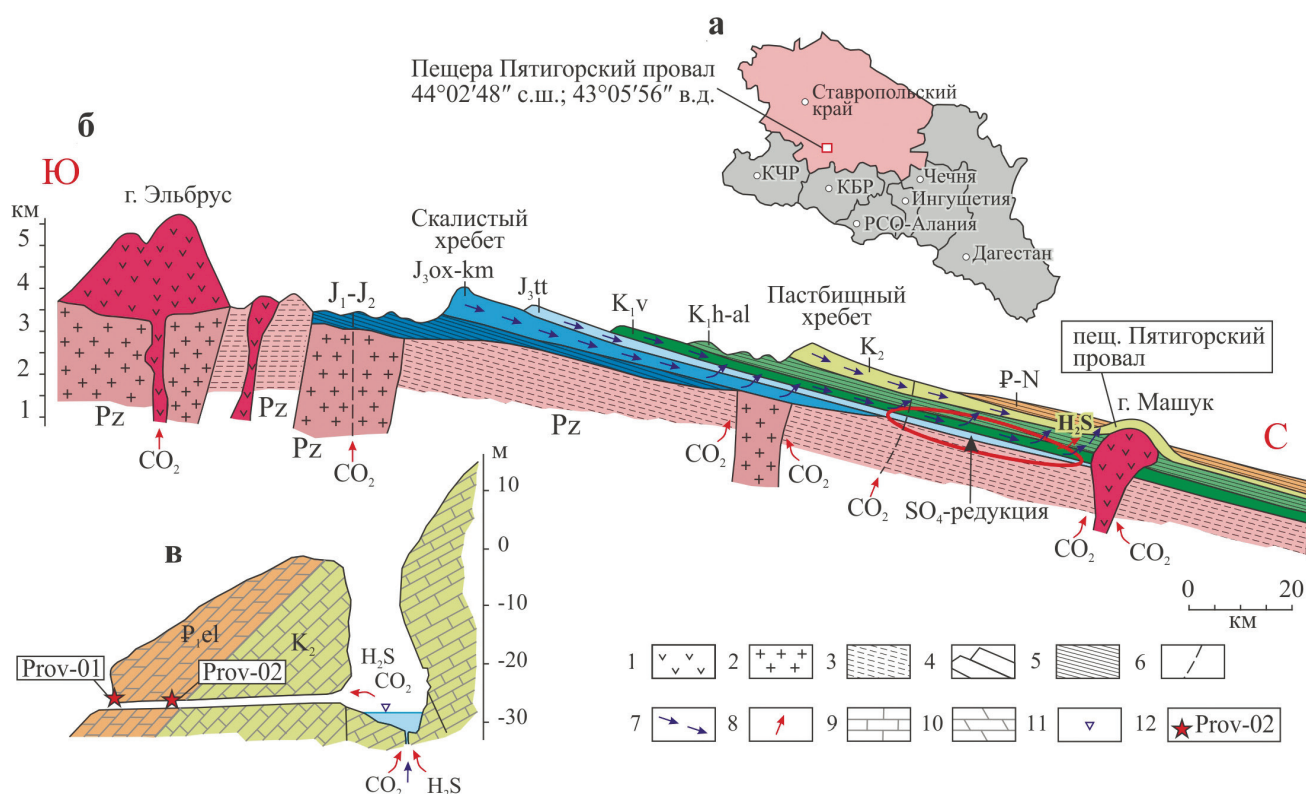 а
Пещера Пятигорский провал
44°02′48″ с.ш.; 43°05′56″ в.д.
Ставропольский
край
КЧР
КБР
Чечня
Ингушетия
РСО-Алания
Дагестан
б
Ю
км
5
4
3
2
1
г. Эльбрус
J₁-J₂
Скалистый
хребет
J₃ox-km
J₃tt
K₁v
K₁h-al
Пастбищный
хребет
K₂
₽-N
пещ. Пятигорский
провал
г. Машук
H₂S
С
Pz
Pz
Pz
Pz
CO₂
CO₂
CO₂
CO₂
CO₂
SO₄-редукция
CO₂
CO₂
0
20
км
в
м
10
0
-10
-20
-30
₽₁el
K₂
Prov-01
Prov-02
H₂S
CO₂
CO₂
H₂S
1
2
3
4
5
6
7
8
9
10
11
12
Prov-02